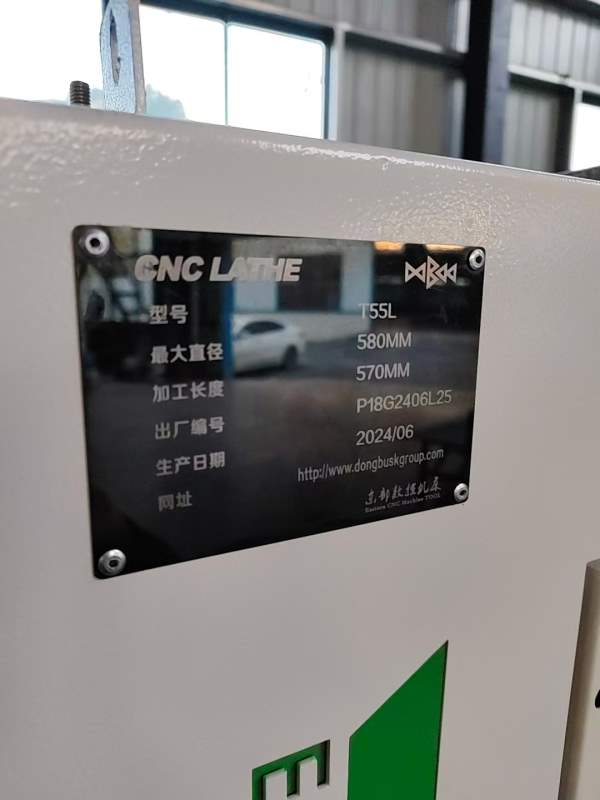 CNC LATHE
型号 T55L
最大直径 580MM
加工长度 570MM
出厂编号 P18G2406L25
生产日期 2024/06
网址 http://www.dongbuskgroup.com
东部数控机床
Eastern CNC Machine TOOL
E